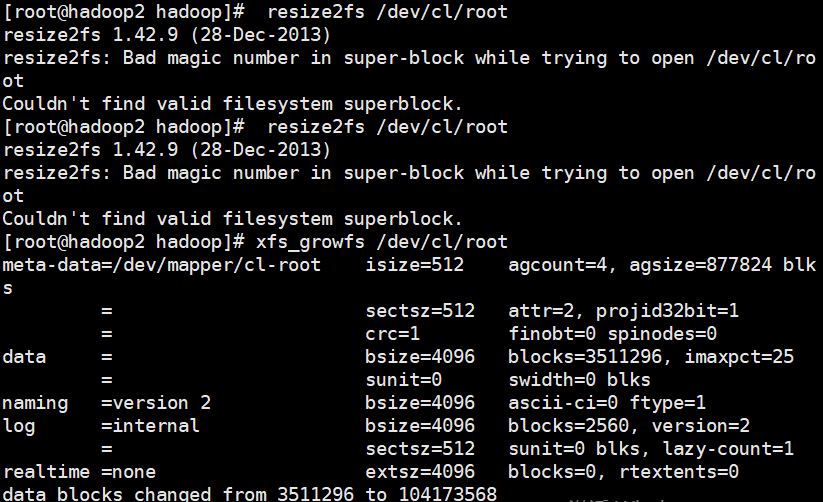 [root@hadoop2 hadoop]#  resize2fs /dev/cl/root
resize2fs 1.42.9 (28-Dec-2013)
resize2fs: Bad magic number in super-block while trying to open /dev/cl/ro
ot
Couldn't find valid filesystem superblock.
[root@hadoop2 hadoop]#  resize2fs /dev/cl/root
resize2fs 1.42.9 (28-Dec-2013)
resize2fs: Bad magic number in super-block while trying to open /dev/cl/ro
ot
Couldn't find valid filesystem superblock.
[root@hadoop2 hadoop]# xfs_growfs /dev/cl/root
meta-data=/dev/mapper/cl-root    isize=512    agcount=4, agsize=877824 blk
s
         =                       sectsz=512   attr=2, projid32bit=1
         =                       crc=1        finobt=0 spinodes=0
data     =                       bsize=4096   blocks=3511296, imaxpct=25
         =                       sunit=0      swidth=0 blks
naming   =version 2              bsize=4096   ascii-ci=0 ftype=1
log      =internal               bsize=4096   blocks=2560, version=2
         =                       sectsz=512   sunit=0 blks, lazy-count=1
realtime =none                   extsz=4096   blocks=0, rtextents=0
data blocks changed from 3511296 to 104173568